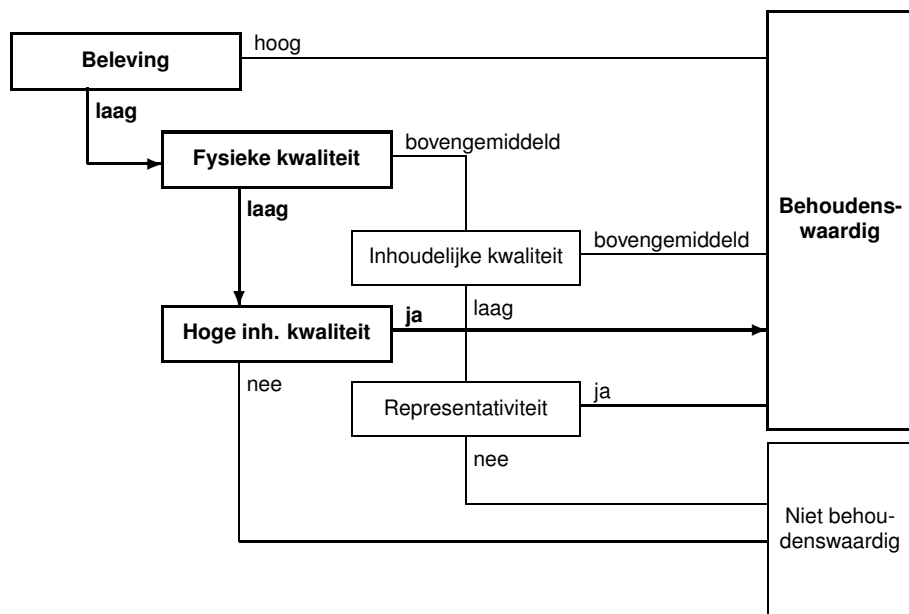 hoog
Beleving
laag
bovengemiddeld
Fysieke kwaliteit
laag
Behoudens-
waardig
bovengemiddeld
Inhoudelijke kwaliteit
laag
ja
Hoge inh. kwaliteit
nee
ja
Representativiteit
nee
Niet behou-
denswaardig